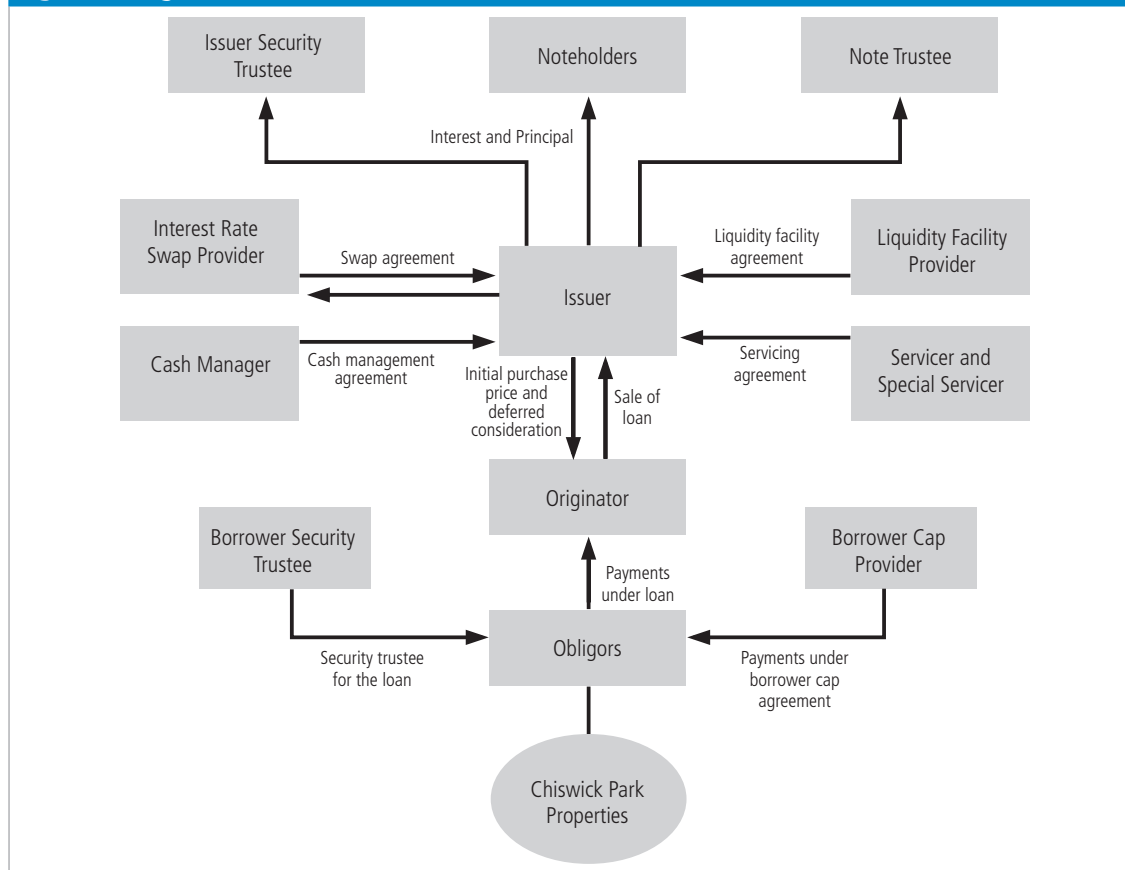 Issuer Security
Trustee
Noteholders
Note Trustee
Interest and Principal
Interest Rate
Swap Provider
Swap agreement
Liquidity facility
agreement
Liquidity Facility
Provider
Issuer
Cash Manager
Cash management
agreement
Servicing
agreement
Servicer and
Special Servicer
Initial purchase
price and
deferred
consideration
Sale of
loan
Originator
Borrower Security
Trustee
Borrower Cap
Provider
Payments
under loan
Obligors
Security trustee
for the loan
Payments under
borrower cap
agreement
Chiswick Park
Properties